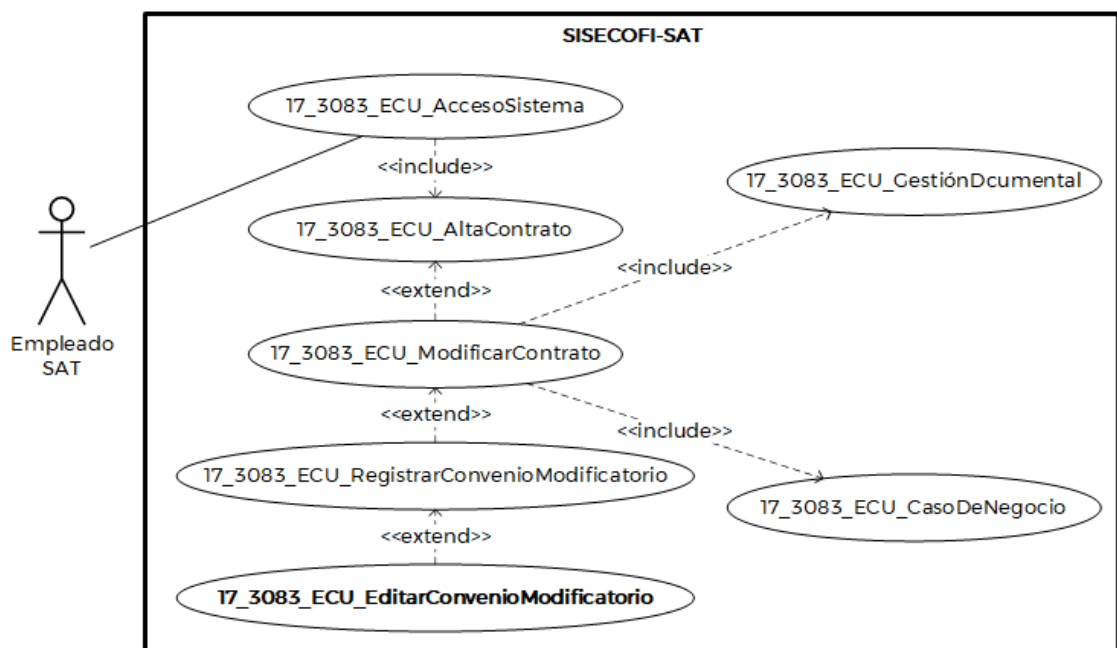 SISECOFI-SAT
17_3083_ECU_AccesoSistema
<<include>>
17_3083_ECU_GestiónDcumental
17_3083_ECU_AltaContrato
<<include>>
<<extend>>
Empleado
SAT
17_3083_ECU_ModificarContrato
<<extend>>
<<include>>
17_3083_ECU_RegistrarConvenioModificatorio
17_3083_ECU_CasoDeNegocio
<<extend>>
17_3083_ECU_EditarConvenioModificatorio